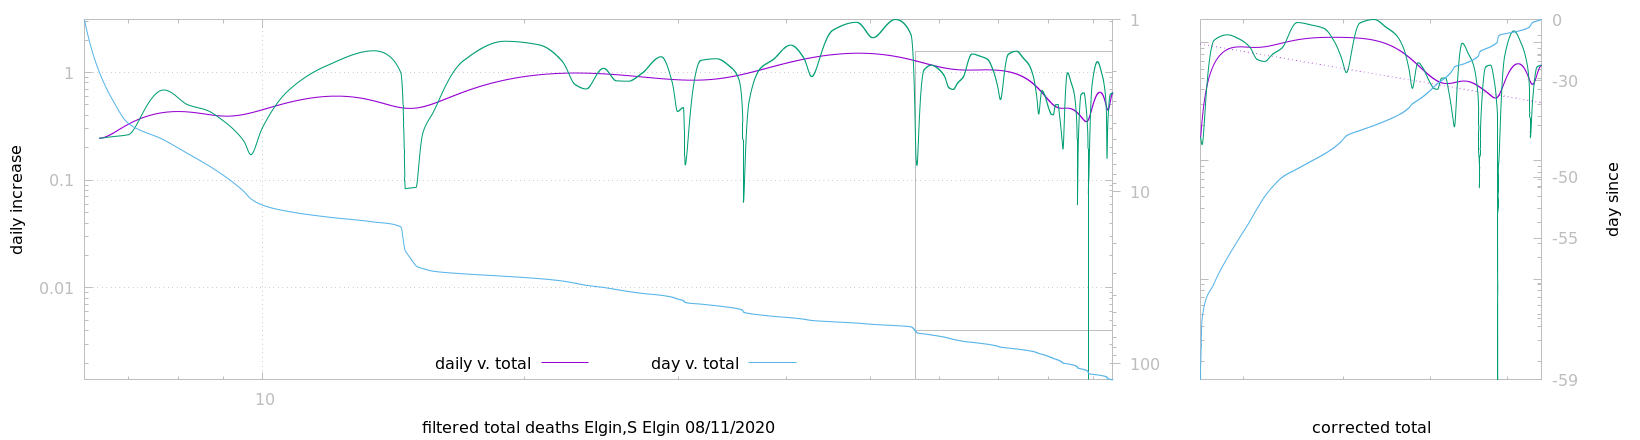 daily increase
1
0.1
0.01
10
1
10
100
daily v. total
day v. total
filtered total deaths Elgin,S Elgin 08/11/2020
0
-30
-50
-55
-59
day since
corrected total